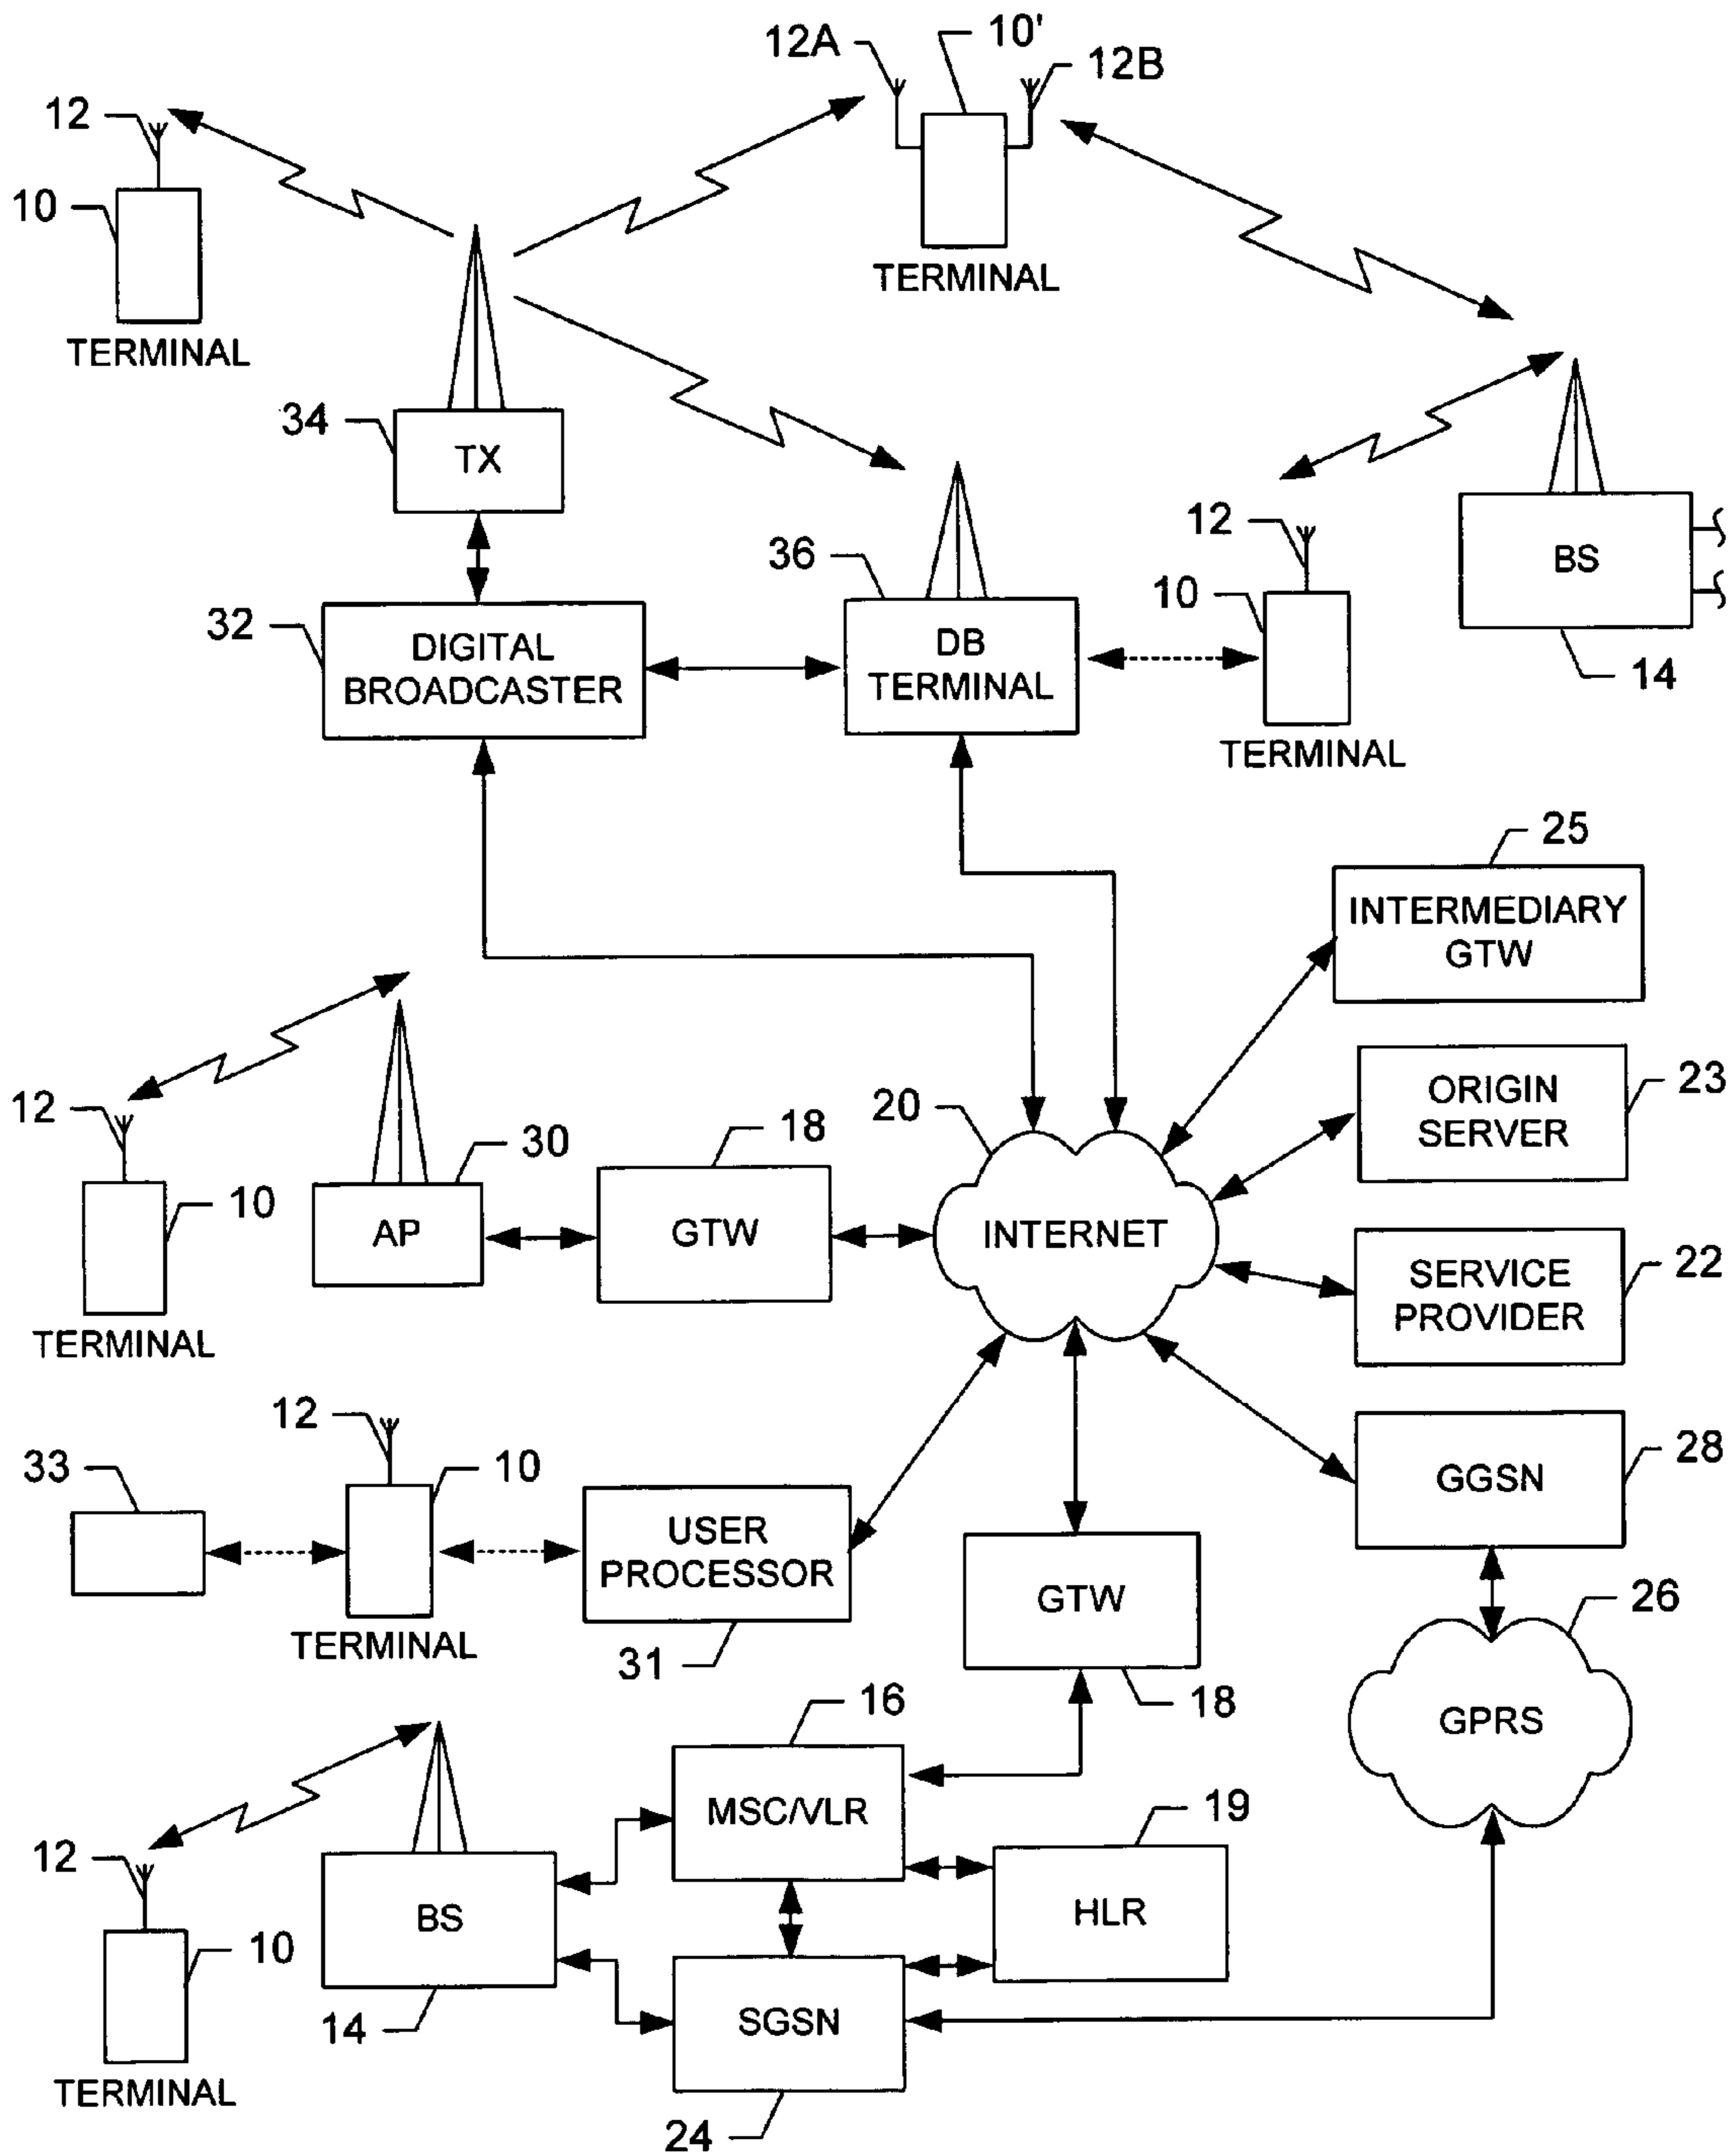 12A
10'
12B
12
10
TERMINAL
TERMINAL
34
TX
12
BS
36
10
32
DIGITAL
BROADCASTER
DB
TERMINAL
14
TERMINAL
25
INTERMEDIARY
GTW
ORIGIN
SERVER
23
12
30
18
20
10
AP
GTW
INTERNET
SERVICE
PROVIDER
22
TERMINAL
12
10
33
USER
PROCESSOR
GGSN
28
GTW
26
TERMINAL
31
16
18
GPRS
MSC/VLR
19
12
BS
HLR
10
14
SGSN
TERMINAL
24